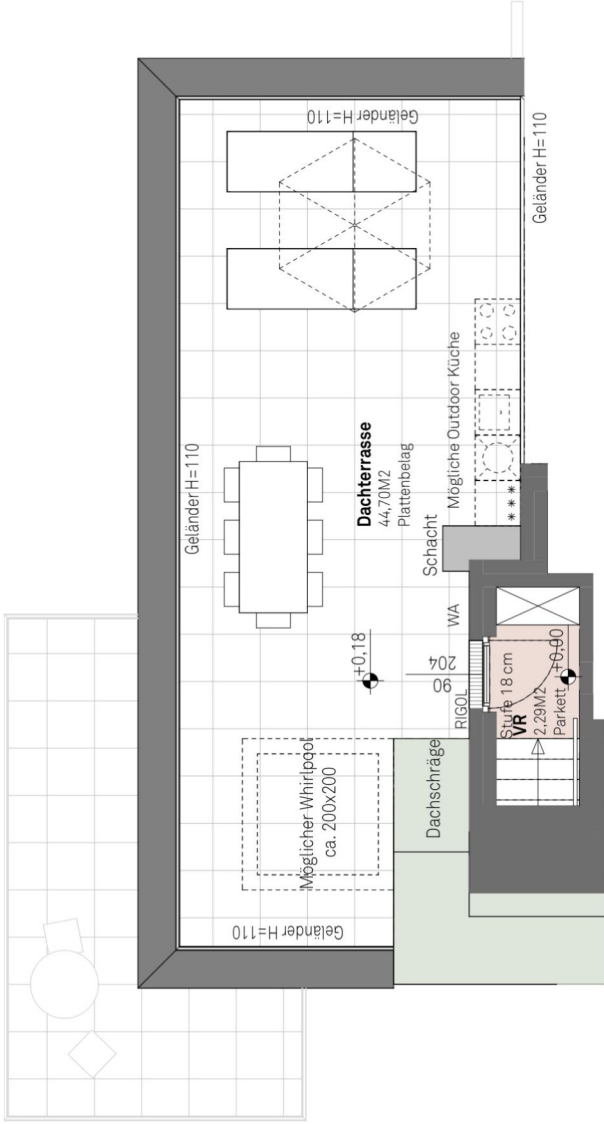 Geländer H=110
Geländer H=110
Geländer H=110
Dachterrasse
44,70M2
Plattenbelag
Mögliche Outdoor Küche
***
Schacht
WA
+0,18
90
204
RIGOL
Stufe 18 cm
VR
2,29M2
Parkett
+0,00
Möglicher Whirlpool
ca. 200x200
Dachschräge
Geländer H=110